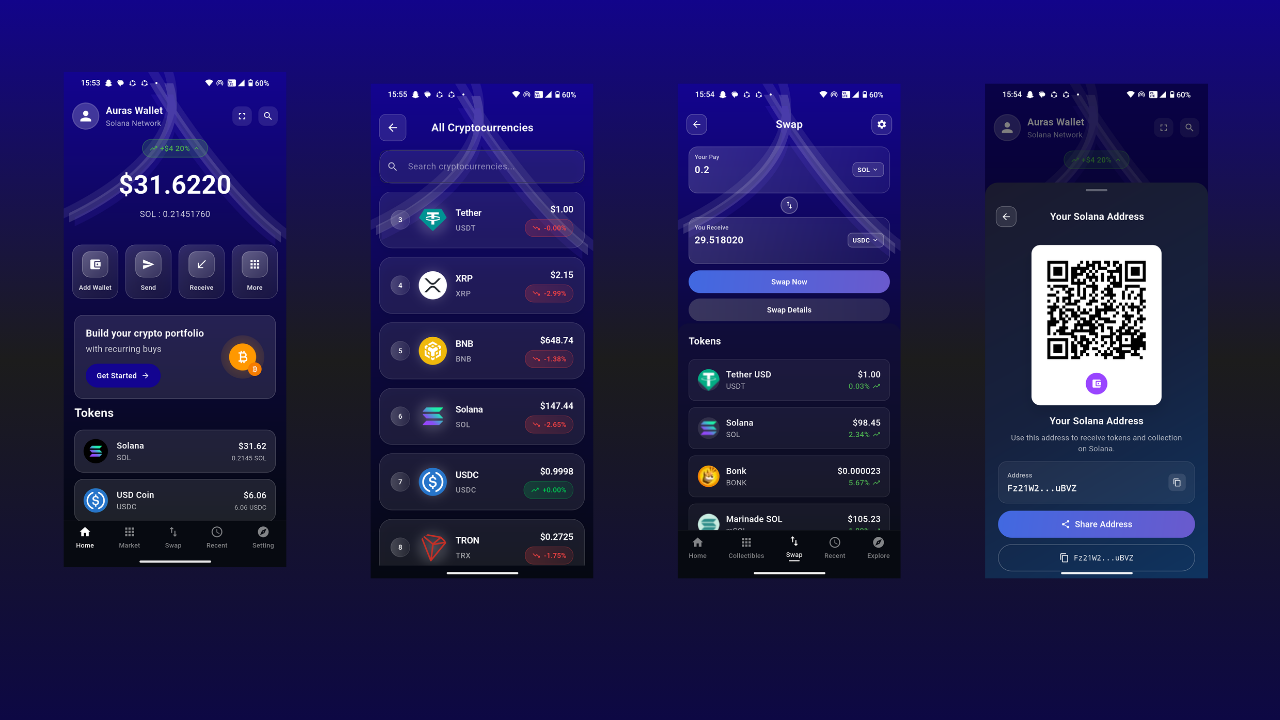 15:53
60%
Auras Wallet
Solana Network
+$4 20%
$31.6220
SOL : 0.21451760
Add Wallet
Send
Receive
More
Build your crypto portfolio
with recurring buys
Get Started
Tokens
Solana
$31.62
SOL
0.2145 SOL
USD Coin
$6.06
USDC
6.06 USDC
Home
Market
Swap
Recent
Setting
15:55
60%
All Cryptocurrencies
Search cryptocurrencies...
3
Tether
$1.00
USDT
-0.00%
4
XRP
$2.15
XRP
-2.99%
5
BNB
$648.74
BNB
-1.38%
6
Solana
$147.44
SOL
-2.65%
7
USDC
$0.9998
USDC
+0.00%
8
TRON
$0.2725
TRX
-1.75%
15:54
60%
Swap
Your Pay
0.2
SOL
You Receive
29.518020
USDC
Swap Now
Swap Details
Tokens
Tether USD
$1.00
USDT
0.03%
Solana
$98.45
SOL
2.34%
Bonk
$0.000023
BONK
5.67%
Marinade SOL
$105.23
Home
Collectibles
Swap
Recent
Explore
15:54
60%
Auras Wallet
Solana Network
+$4 20%
Your Solana Address
Your Solana Address
Use this address to receive tokens and collection
on Solana.
Address
Fz21W2...uBVZ
Share Address
Fz21W2...uBVZ